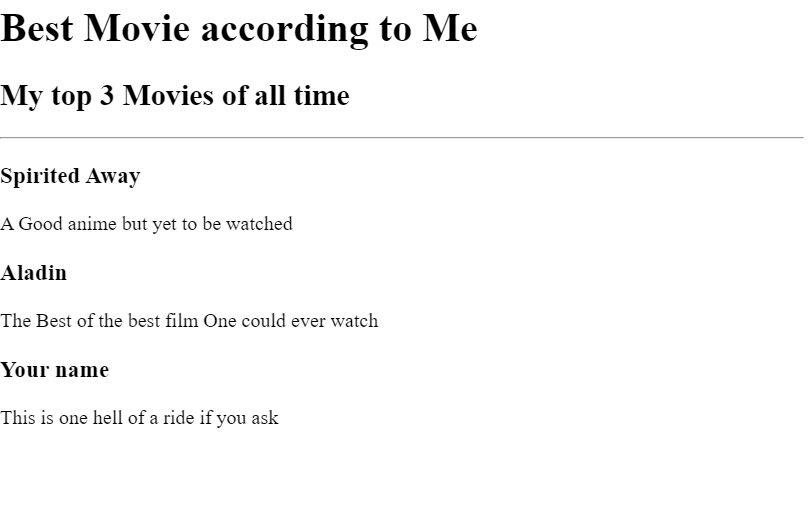 Best Movie according to Me
My top 3 Movies of all time
Spirited Away
A Good anime but yet to be watched
Aladin
The Best of the best film One could ever watch
Your name
This is one hell of a ride if you ask